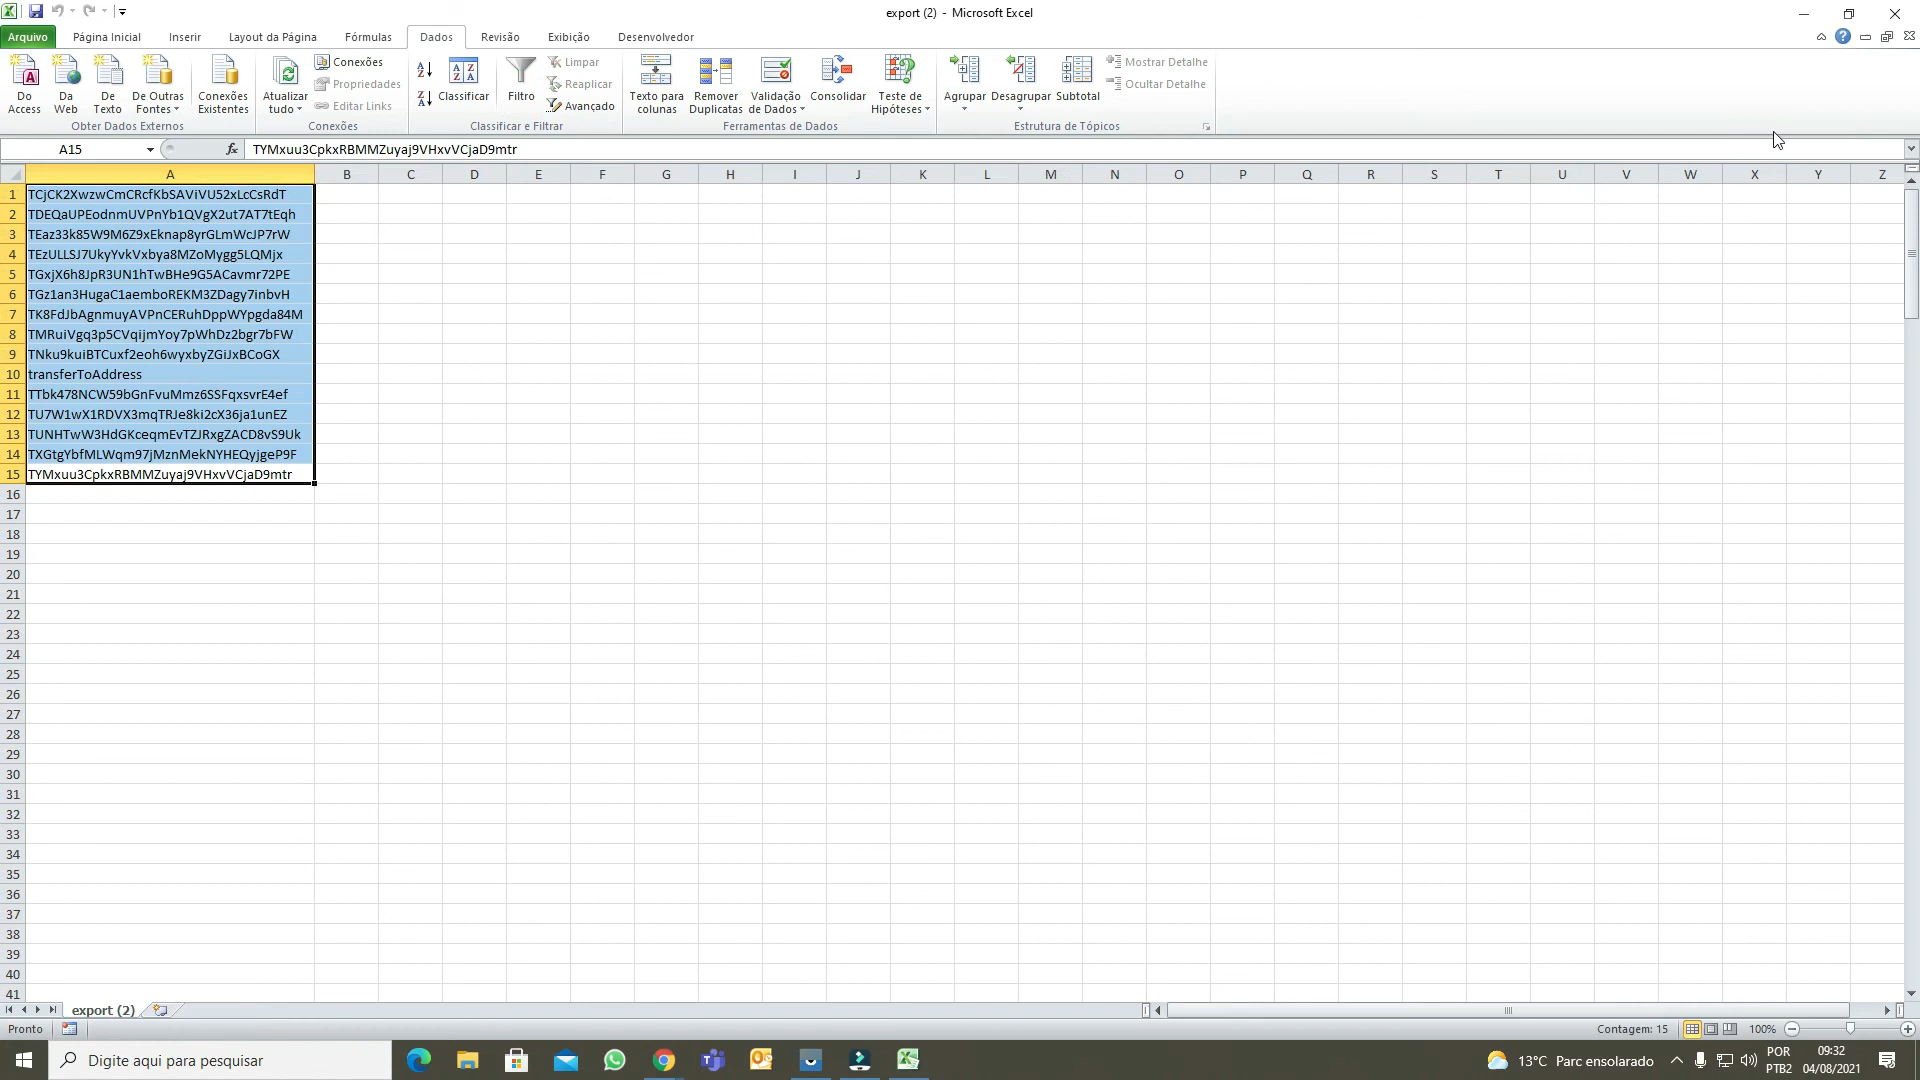 export (2) - Microsoft Excel
Arquivo Página Inicial Inserir Layout da Página Fórmulas Dados Revisão Exibição Desenvolvedor
Do Access
Da Web
De Texto
De Outras Fontes
Conexões Existentes
Obter Dados Externos
Atualizar tudo
Conexões
Propriedades
Editar Links
Conexões
Classificar
Filtro
Limpar
Reaplicar
Avançado
Classificar e Filtrar
Texto para colunas
Remover Duplicatas
Validação de Dados
Consolidar
Teste de Hipóteses
Ferramentas de Dados
Agrupar
Desagrupar
Subtotal
Mostrar Detalhe
Ocultar Detalhe
Estrutura de Tópicos
A15 fx TYMxuu3CpkxRBMMZuyaj9VHxvVCjaD9mtr
A B C D E F G H I J K L M N O P Q R S T U V W X Y Z
1 TCjCK2XwzwCmCRcfKbSAViVU52xLcCsRdT
2 TDEQaUPEodnmUVPnYb1QVgX2ut7AT7tEqh
3 TEaz33k85W9M6Z9xEknap8yrGLmWcJP7rW
4 TEzULLSJ7UkyYvkVxbya8MZoMygg5LQMjx
5 TGxjX6h8JpR3UN1hTwBHe9G5ACavmr72PE
6 TGz1an3HugaC1aemboREKM3ZDagy7inbvH
7 TK8FdJbAgnmuyAVPnCERuhDppWYpgda84M
8 TMRuiVgq3p5CVqijmYoy7pWhDz2bgr7bFW
9 TNku9kuiBTCuxf2eoh6wyxbyZGiJxBCoGX
10 transferToAddress
11 TTbk478NCW59bGnFvuMmz6SSFqxsvrE4ef
12 TU7W1wX1RDVX3mqTRJe8ki2cX36ja1unEZ
13 TUNHTwW3HdGKceqmEvTZJRxgZACD8vS9Uk
14 TXGtgYbfMLWqm97jMznMekNYHEQyjgeP9F
15 TYMxuu3CpkxRBMMZuyaj9VHxvVCjaD9mtr
16
17
18
19
20
21
22
23
24
25
26
27
28
29
30
31
32
33
34
35
36
37
38
39
40
41
export (2)
Pronto Contagem: 15 100%
Digite aqui para pesquisar
13°C Parc ensolarado
POR
PTB2
09:32
04/08/2021